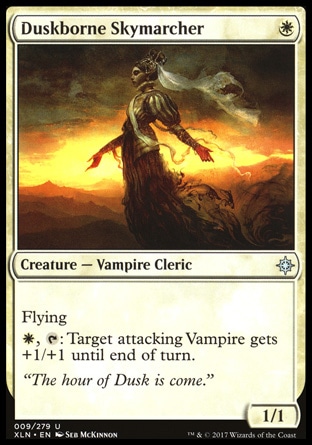 Duskborne Skymarcher
Creature — Vampire Cleric
Flying
, : Target attacking Vampire gets
+1/+1 until end of turn.
“The hour of Dusk is come.”
1/1
009/279 U
XLN • EN Seb McKinnon
™ & © 2017 Wizards of the Coast